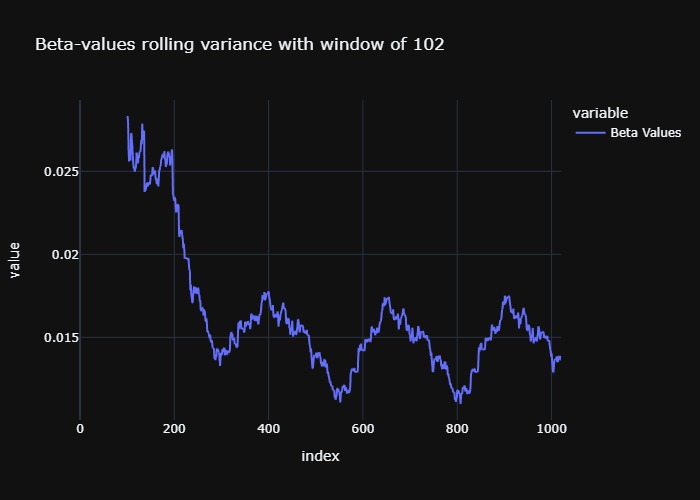 Beta-values rolling variance with window of 102
variable
Beta Values
0.025
0.02
0.015
value
0
200
400
600
800
1000
index